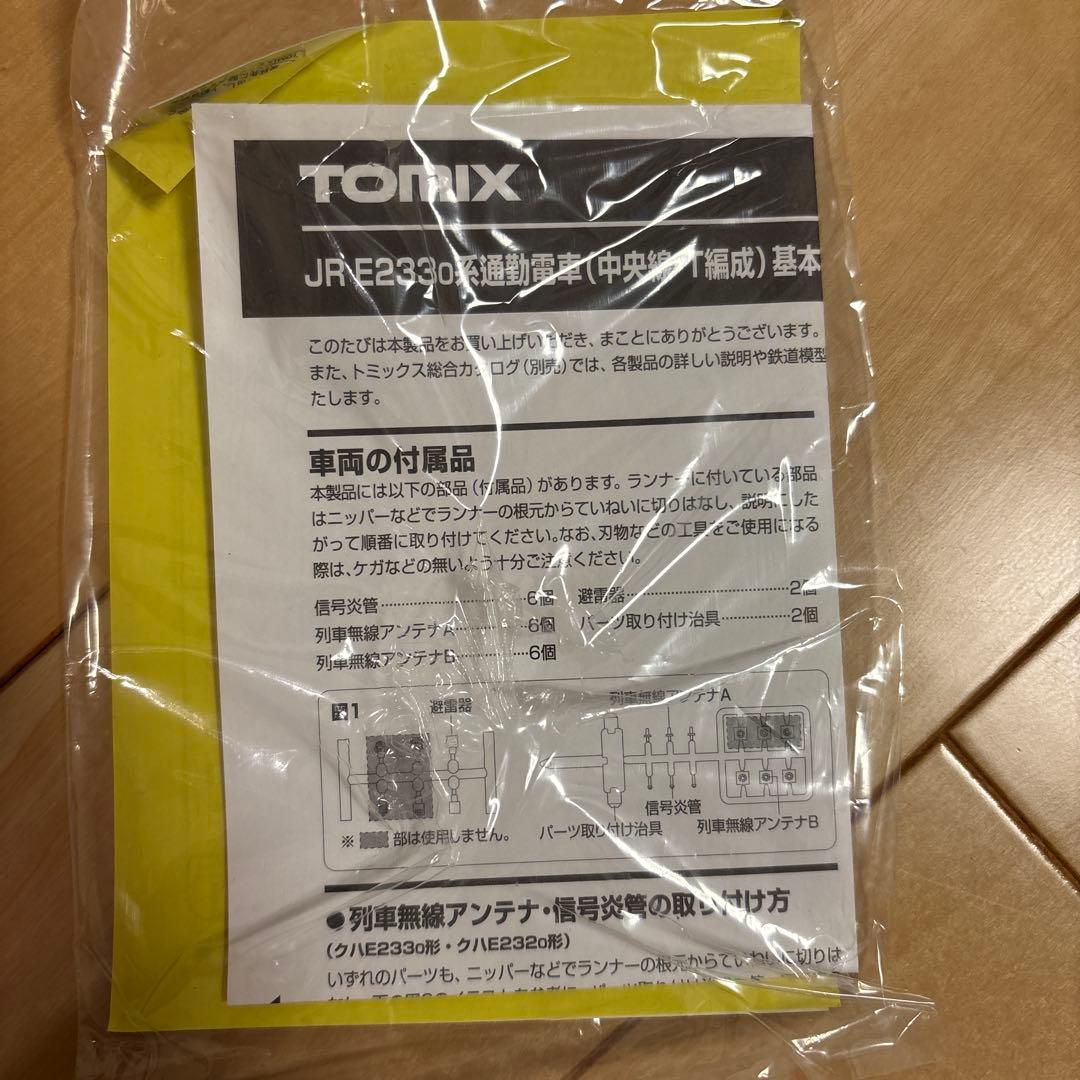 TOMIX
JR E233 0系通勤電車(中央線・T編成)基本
このたびは本製品をお買い上げいただき、まことにありがとうございます。
また、トミックス総合カタログ(別売)では、各製品の詳しい説明や鉄道模型
たします。
車両の付属品
本製品には以下の部品(付属品)があります。ランナーに付いている部品
はニッパーなどでランナーの根元からていねいに切りはなし、説明にした
がって順番に取り付けてください。なお、刃物などの工具をご使用になる
際は、ケガなどの無いよう十分ご注意ください。
信号炎管……………………6個 避雷器……………………2個
列車無線アンテナA…………6個 パーツ取り付け治具…………2個
列車無線アンテナB…………6個
図1
避雷器
列車無線アンテナA
信号炎管
※ 部は使用しません。
パーツ取り付け治具
列車無線アンテナB
●列車無線アンテナ・信号炎管の取り付け方
(クハE233 0形・クハE232 0形)
いずれのパーツも、ニッパーなどでランナーの根元からていねいに切りは